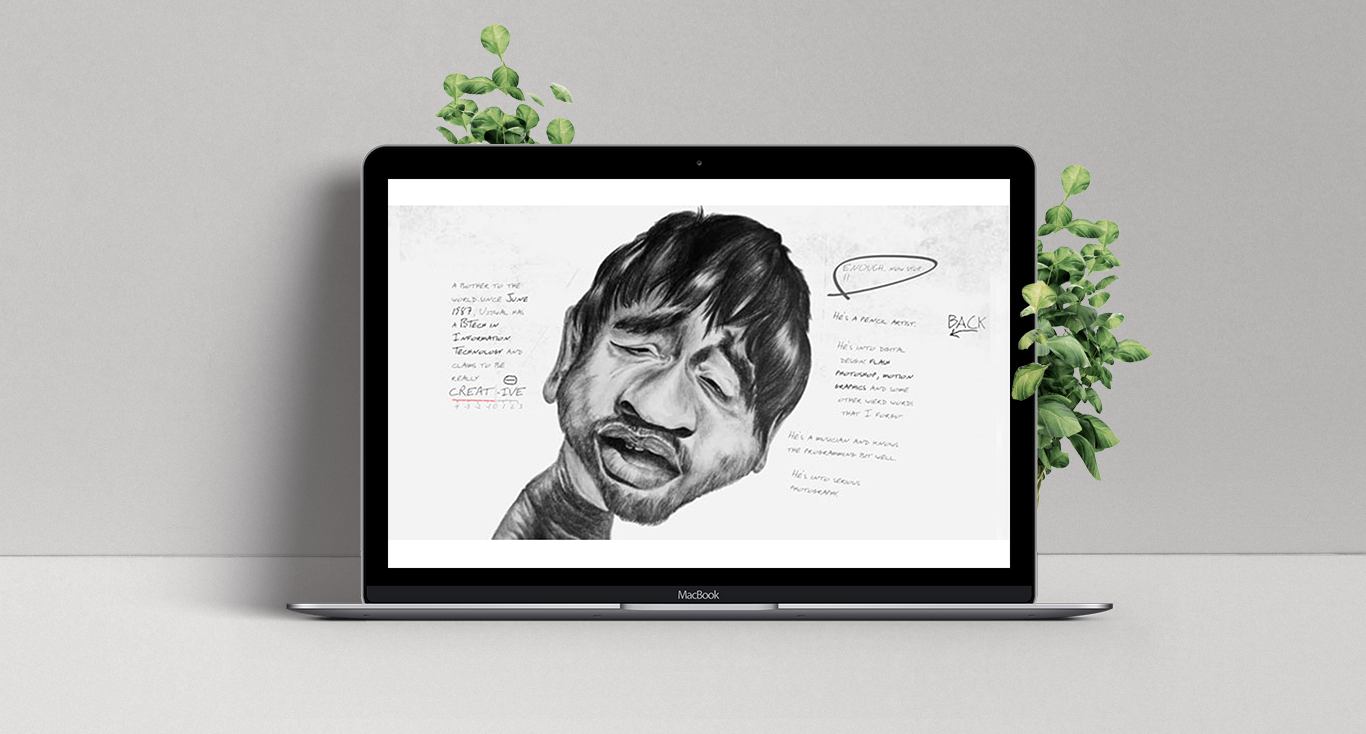 A BOTHER TO THE
WORLD SINCE JUNE
1987, UJJWAL HAS
A BTECH IN
INFORMATION
TECHNOLOGY AND
CLAIMS TO BE
REALLY
CREAT-IVE
ENOUGH. NOW STOP
!!
HE'S A PENCIL ARTIST.
BACK
HE'S INTO DIGITAL
DESIGN FLASH
PHOTOSHOP, MOTION
GRAPHICS AND SOME
OTHER WEIRD WORDS
THAT I FORGOT
HE'S A MUSICIAN AND KNOWS
THE PROGRAMMING BIT WELL.
HE'S INTO SERIOUS
PHOTOGRAPHY.
MacBook